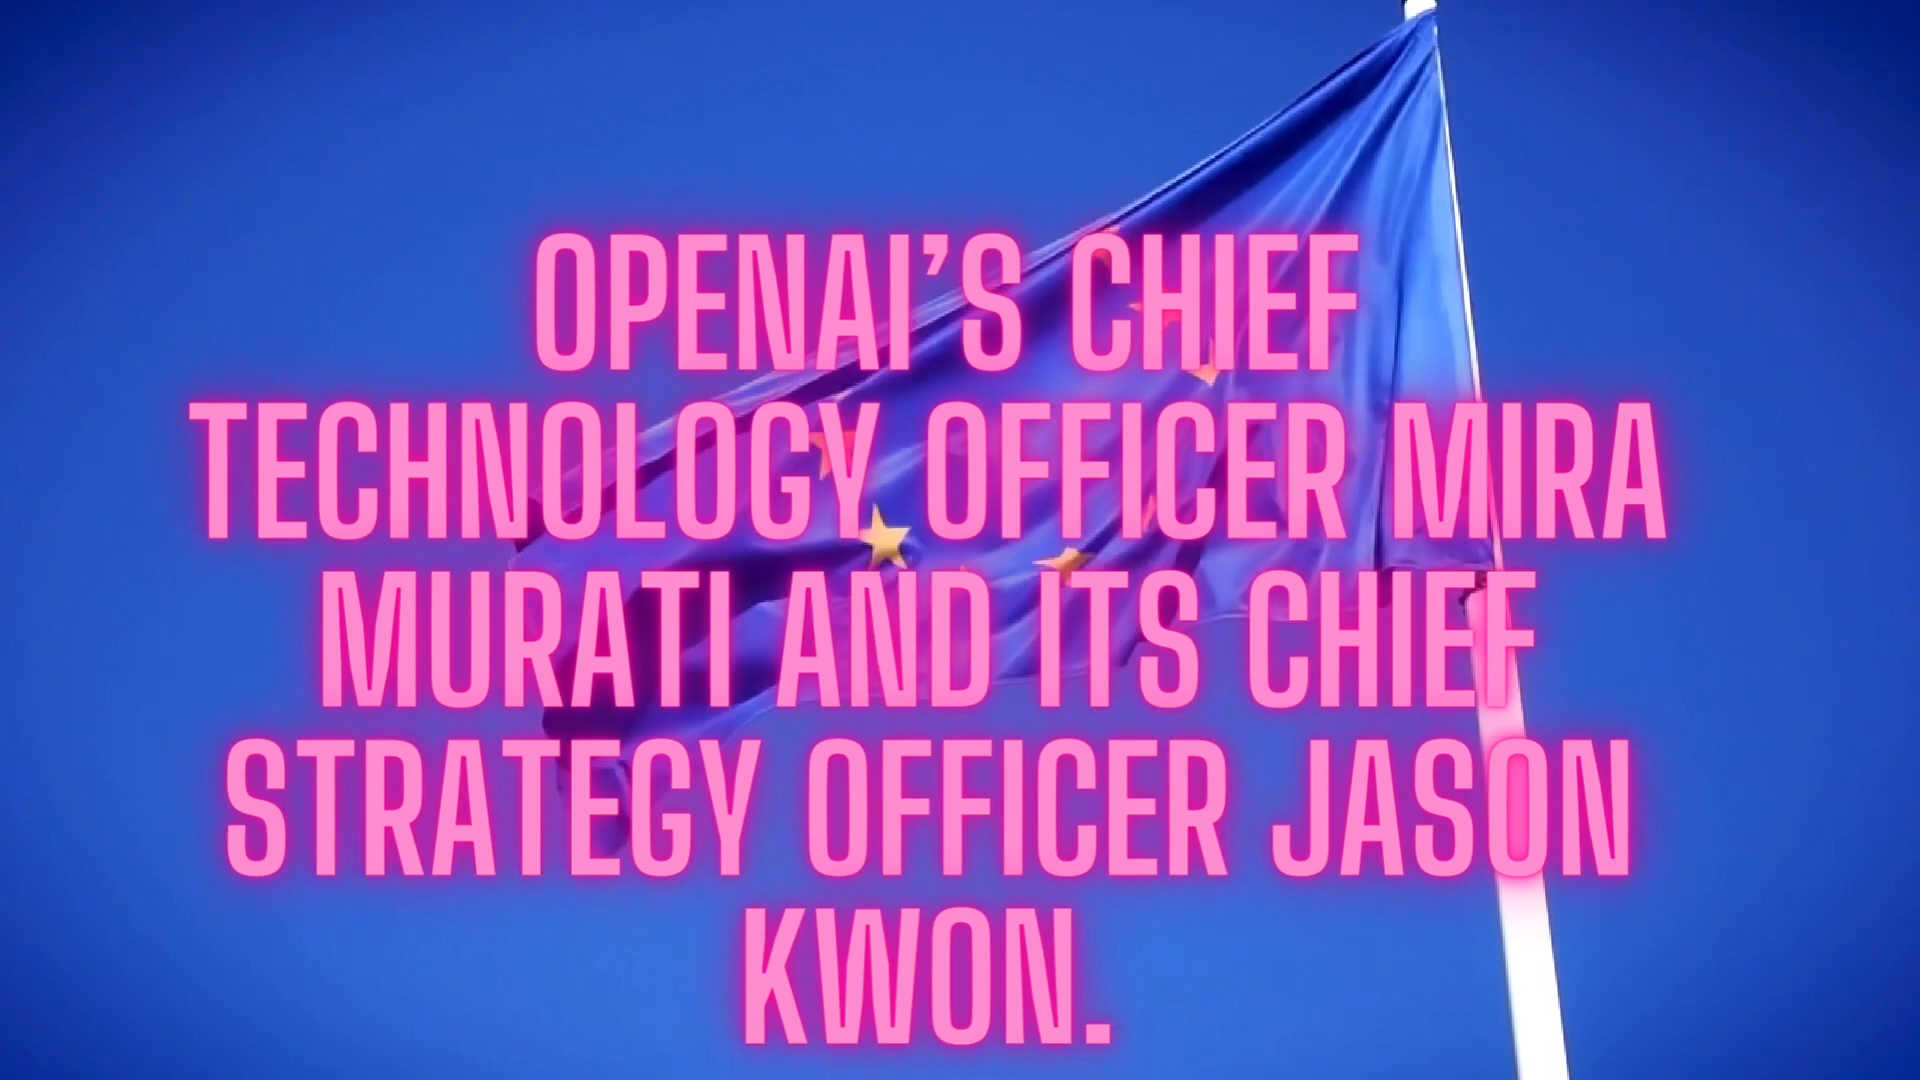 OPENAI’S CHIEF
TECHNOLOGY OFFICER MIRA
MURATI AND ITS CHIEF
STRATEGY OFFICER JASON
KWON.